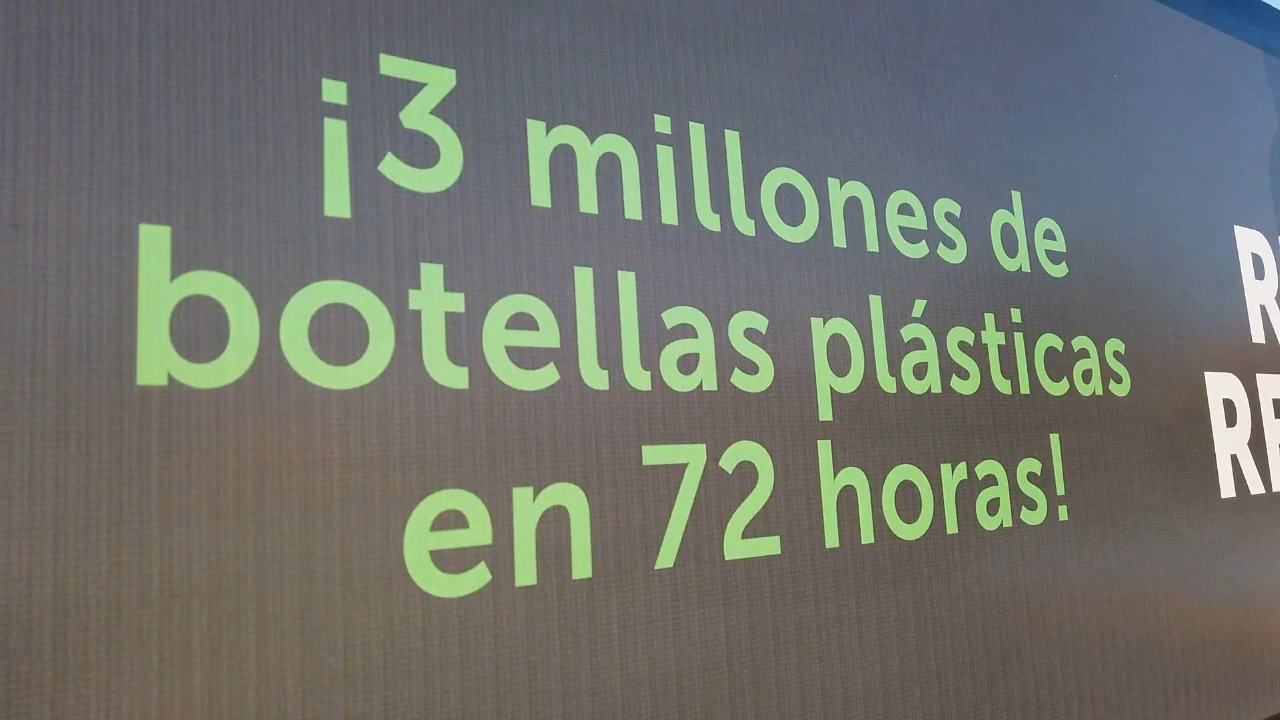 ¡3 millones de
botellas plásticas
en 72 horas!